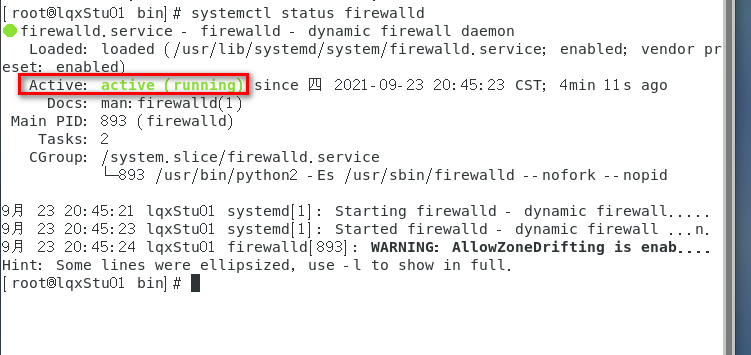 [root@lqxStu01 bin]# systemctl status firewalld
● firewalld.service - firewalld - dynamic firewall daemon
Loaded: loaded (/usr/lib/systemd/system/firewalld.service; enabled; vendor pr
eset: enabled)
Active: active (running) since 四 2021-09-23 20:45:23 CST; 4min 11s ago
Docs: man:firewalld(1)
Main PID: 893 (firewalld)
Tasks: 2
CGroup: /system.slice/firewalld.service
└─893 /usr/bin/python2 -Es /usr/sbin/firewalld --nofork --nopid
9月 23 20:45:21 lqxStu01 systemd[1]: Starting firewalld - dynamic firewall.....
9月 23 20:45:23 lqxStu01 systemd[1]: Started firewalld - dynamic firewall ...n.
9月 23 20:45:24 lqxStu01 firewalld[893]: WARNING: AllowZoneDrifting is enab....
Hint: Some lines were ellipsized, use -l to show in full.
[root@lqxStu01 bin]#